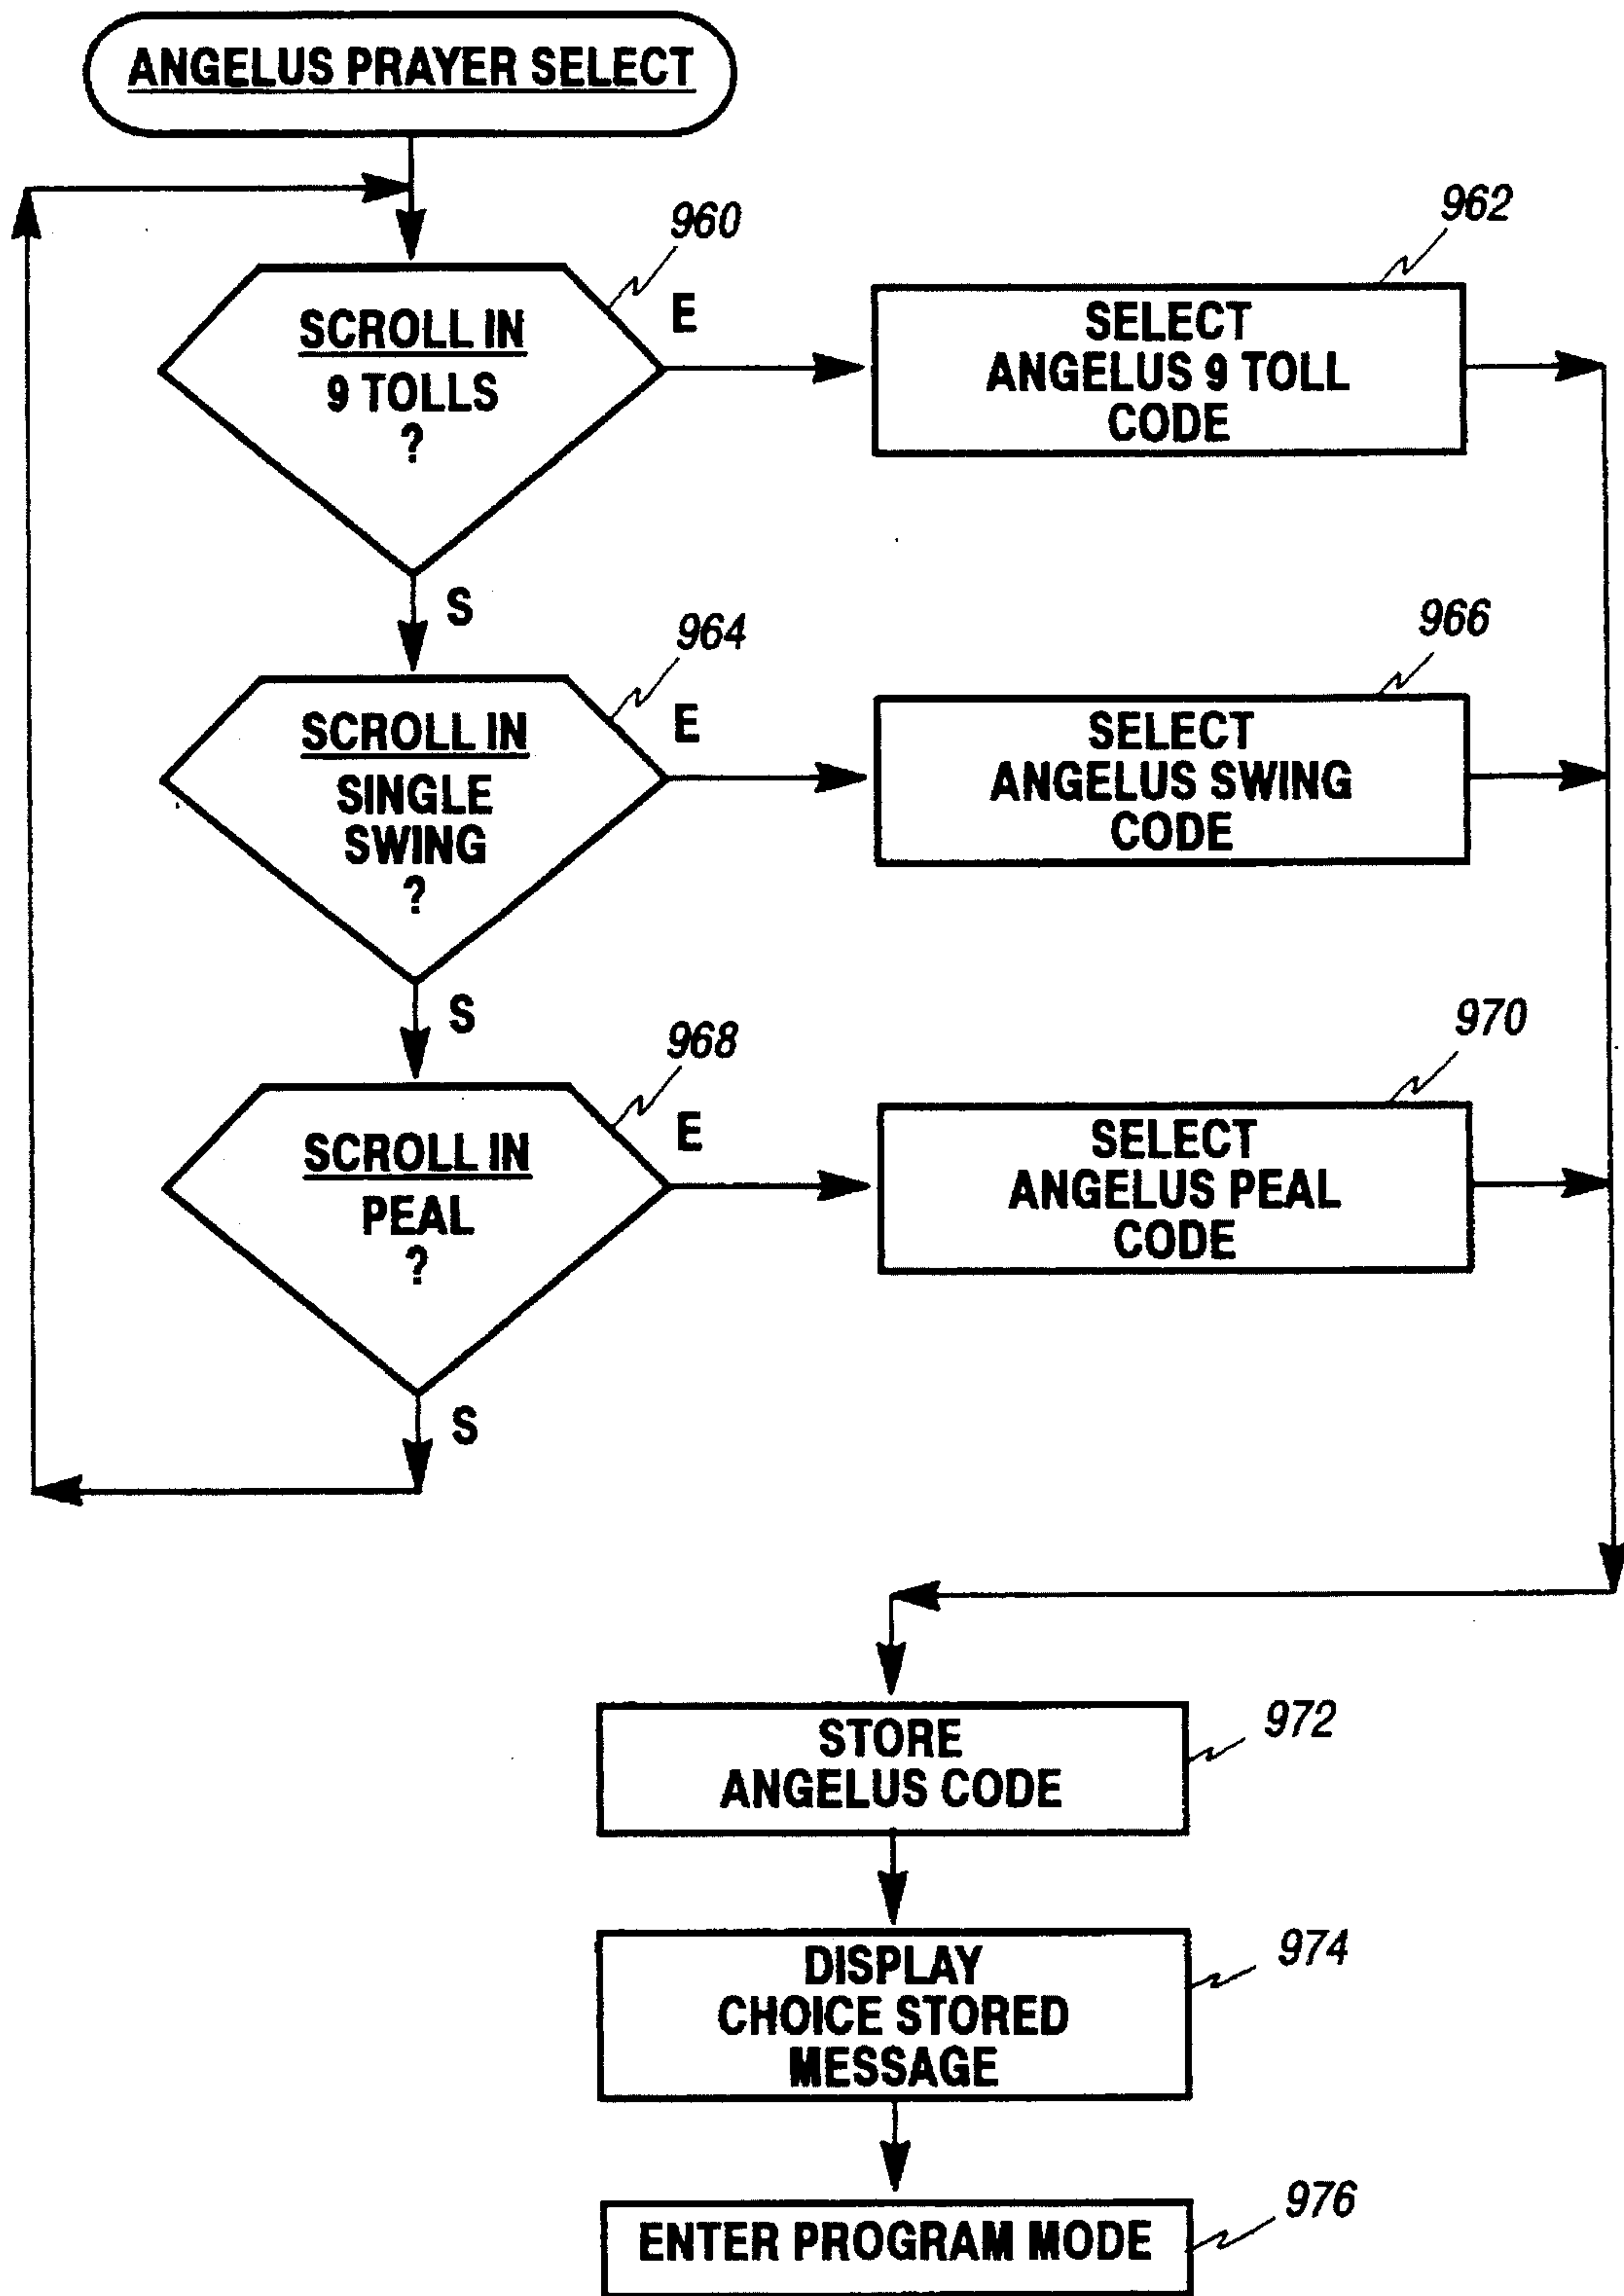 ANGELUS PRAYER SELECT
960
SCROLL IN
9 TOLLS
?
E
962
SELECT
ANGELUS 9 TOLL
CODE
S
964
SCROLL IN
SINGLE
SWING
?
E
966
SELECT
ANGELUS SWING
CODE
S
968
SCROLL IN
PEAL
?
E
970
SELECT
ANGELUS PEAL
CODE
S
STORE
ANGELUS CODE
972
DISPLAY
CHOICE STORED
MESSAGE
974
ENTER PROGRAM MODE
976